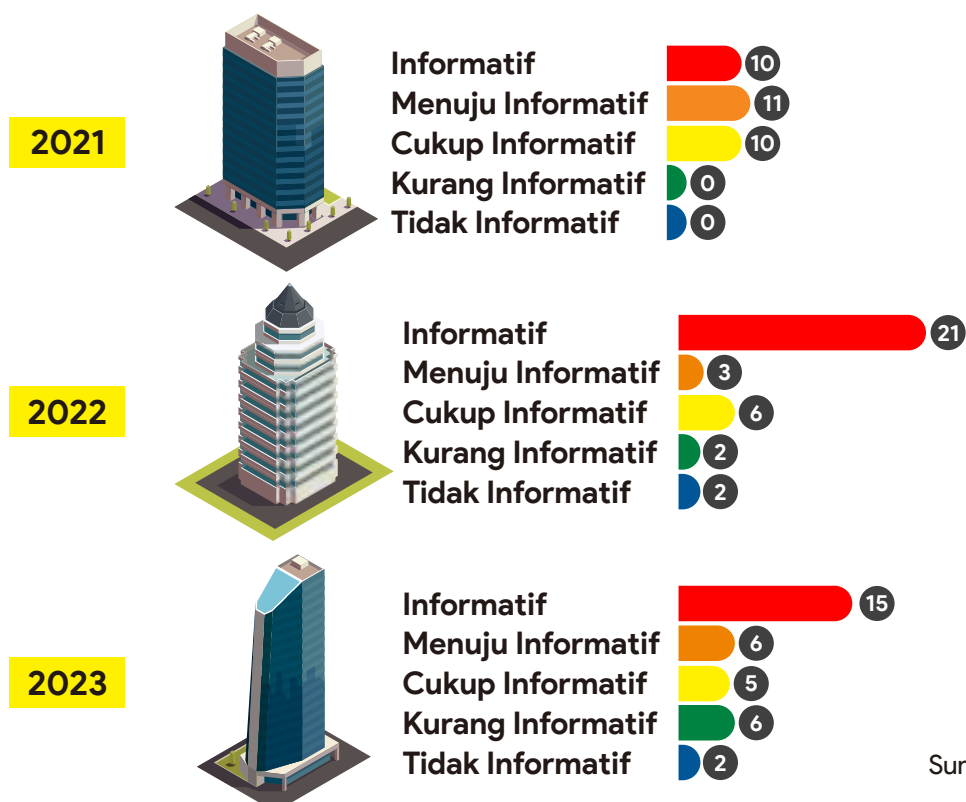 2021
Informatif 10
Menuju Informatif 11
Cukup Informatif 10
Kurang Informatif 0
Tidak Informatif 0
2022
Informatif 21
Menuju Informatif 3
Cukup Informatif 6
Kurang Informatif 2
Tidak Informatif 2
2023
Informatif 15
Menuju Informatif 6
Cukup Informatif 5
Kurang Informatif 6
Tidak Informatif 2
Sur